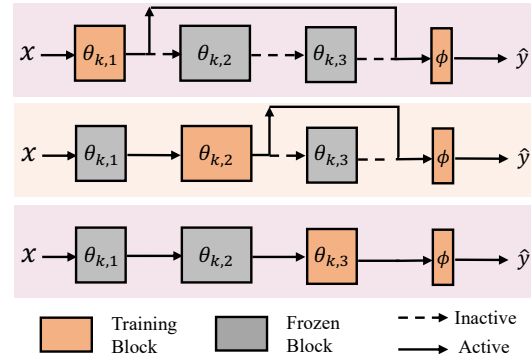 x θk,1 θk,2 θk,3 ϕ ŷ
x θk,1 θk,2 θk,3 ϕ ŷ
x θk,1 θk,2 θk,3 ϕ ŷ
Training Block
Frozen Block
Inactive
Active